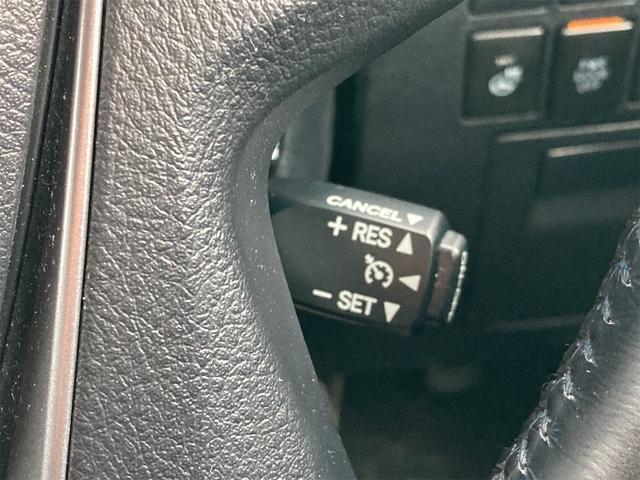 CANCEL▼
+ RES ▲
◀
− SET ▼